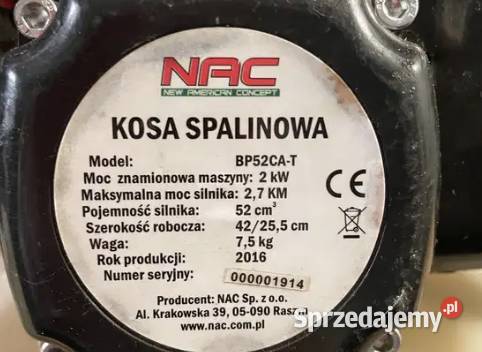 NAC
NEW AMERICAN CONCEPT
KOSA SPALINOWA
Model: BP52CA-T
Moc znamionowa maszyny: 2 kW
Maksymalna moc silnika: 2,7 KM
Pojemność silnika: 52 cm³
Szerokość robocza: 42/25,5 cm
Waga: 7,5 kg
Rok produkcji: 2016
Numer seryjny: 000001914
CE
Producent: NAC Sp. z o.o.
Al. Krakowska 39, 05-090
www.nac.com.pl
Sprzedajemy.pl